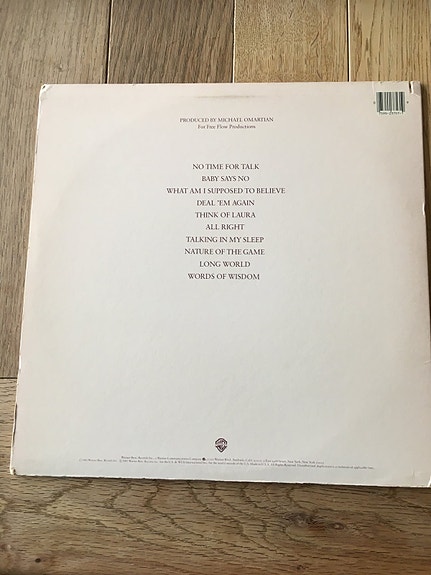 PRODUCED BY MICHAEL OMARTIAN
For Free Flow Productions
NO TIME FOR TALK
BABY SAYS NO
WHAT AM I SUPPOSED TO BELIEVE
DEAL 'EM AGAIN
THINK OF LAURA
ALL RIGHT
TALKING IN MY SLEEP
NATURE OF THE GAME
LONG WORLD
WORDS OF WISDOM